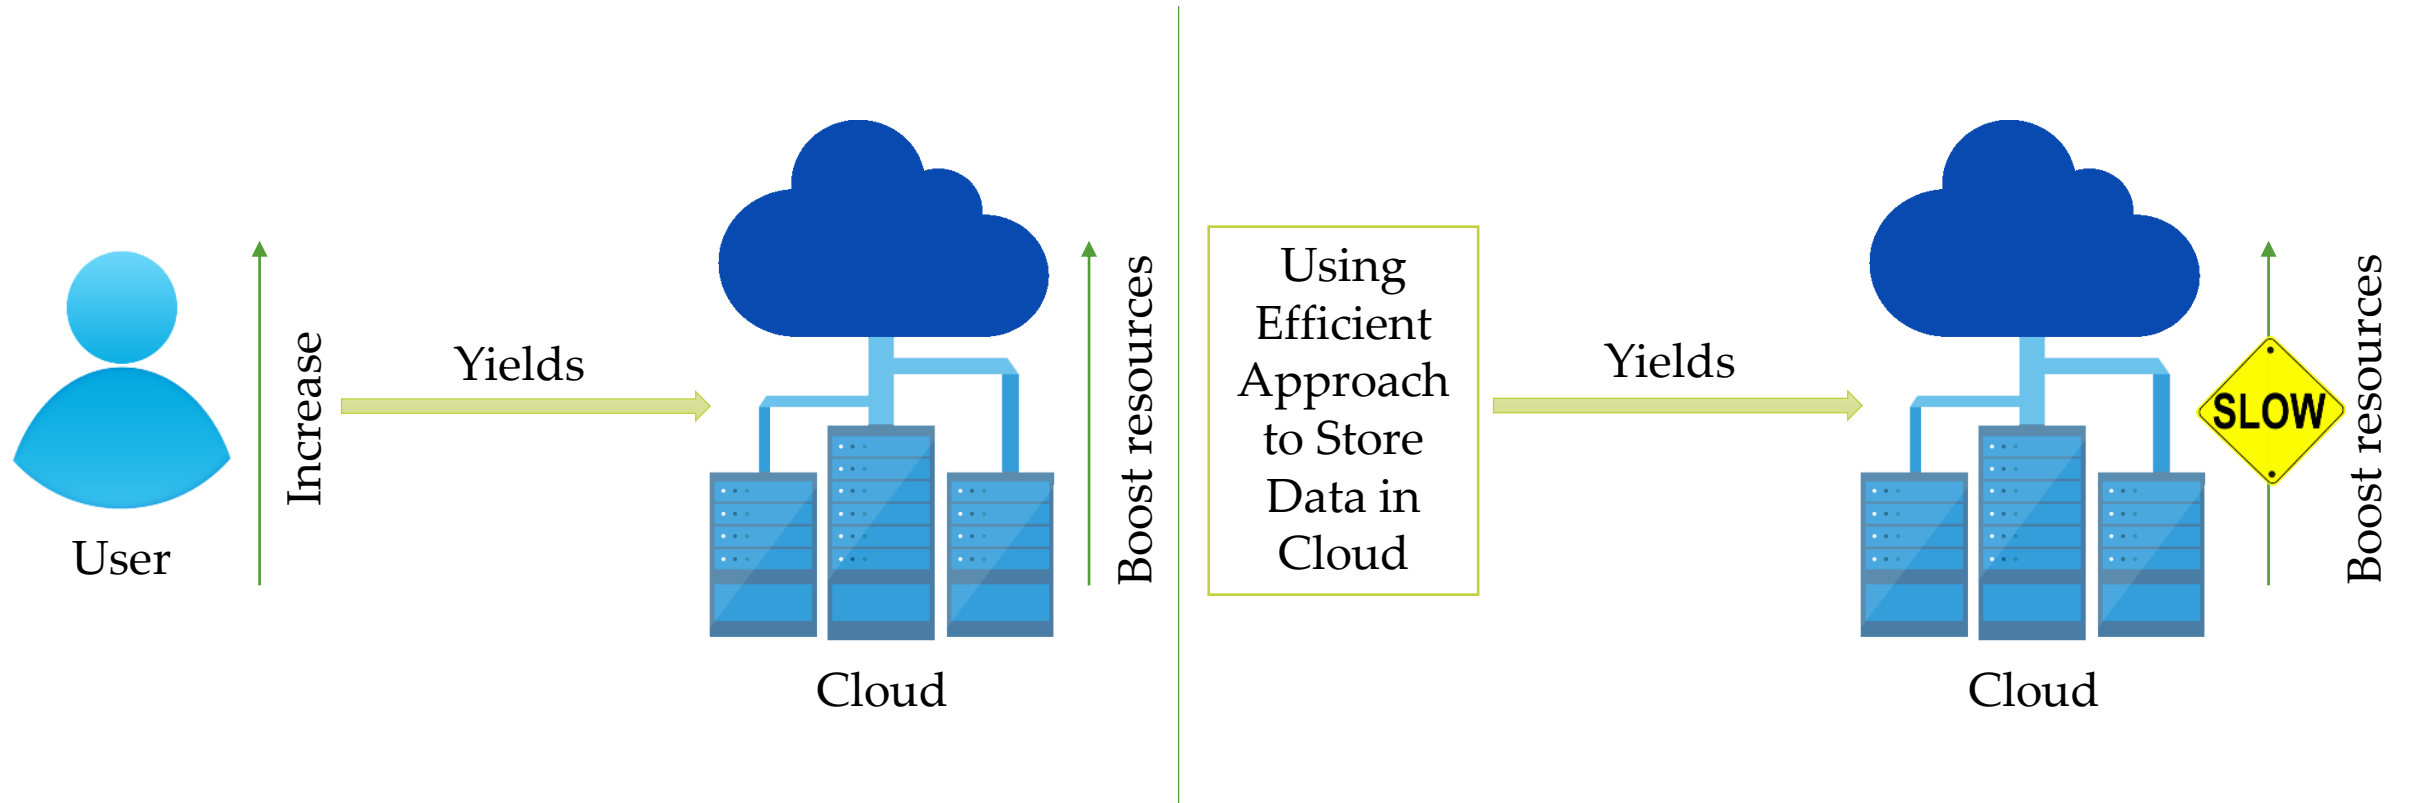 User
Increase
Yields
Cloud
Boost resources
Using
Efficient
Approach
to Store
Data in
Cloud
Yields
Cloud
SLOW
Boost resources